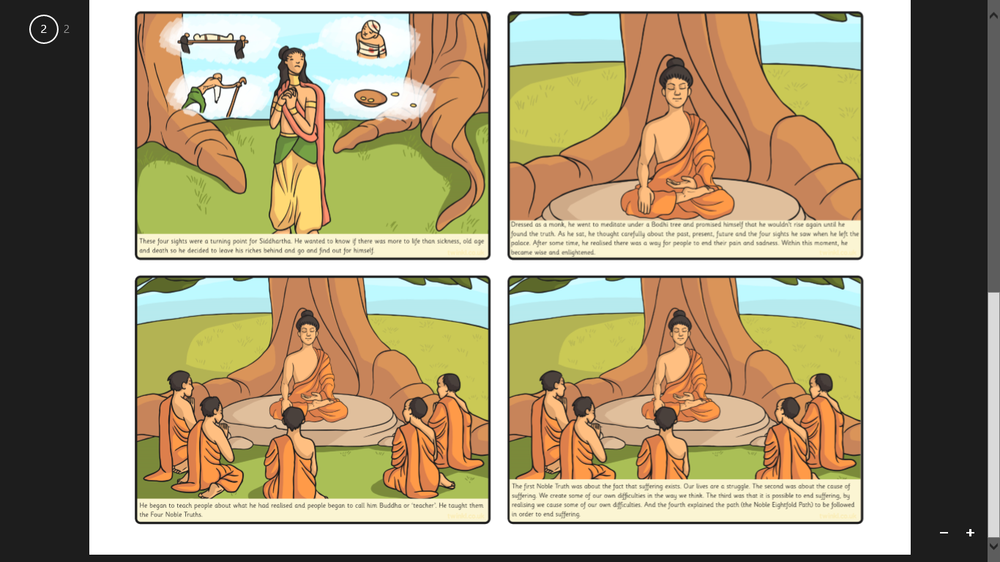 2 2
These four sights were a turning point for Siddhartha. He wanted to know if there was more to life than sickness, old age
and death so he decided to leave his riches behind and go and find out for himself.
Dressed as a monk, he went to meditate under a Bodhi tree and promised himself that he wouldn't rise again until he
found the truth. As he sat, he thought carefully about the past, present, future and the four sights he saw when he left the
palace. After some time, he realised there was a way for people to end their pain and sadness. Within this moment, he
became wise and enlightened.
He began to teach people about what he had realised and people began to call him Buddha or 'teacher'. He taught them
the Four Noble Truths.
The first Noble Truth was about the fact that suffering exists. Our lives are a struggle. The second was about the cause of
suffering. We create some of our own difficulties in the way we think. The third was that it is possible to end suffering, by
realising we cause some of our own difficulties. And the fourth explained the path (the Noble Eightfold Path) to be followed
in order to end suffering.